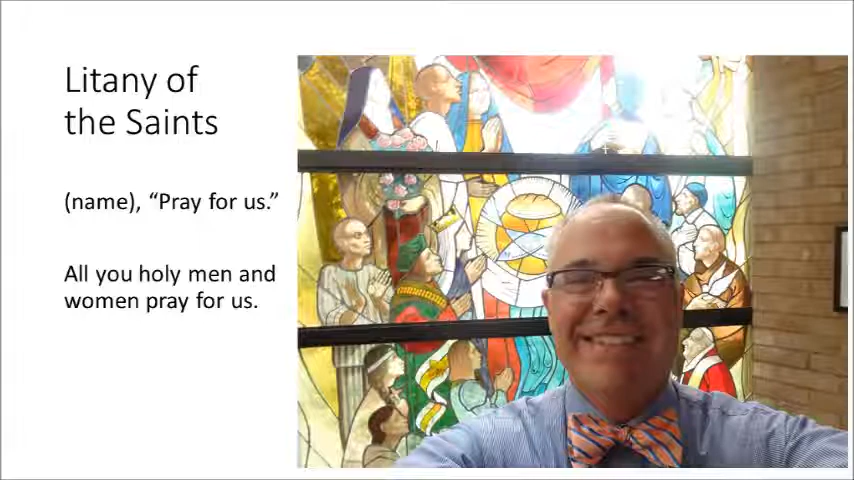 Litany of
the Saints
(name), “Pray for us.”
All you holy men and
women pray for us.